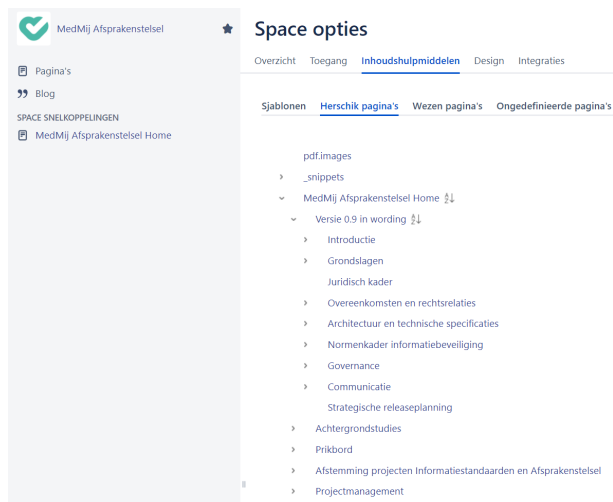 MedMij Afsprakenstelsel
Pagina's
Blog
SPACE SNELKOPPELINGEN
MedMij Afsprakenstelsel Home
Space opties
Overzicht Toegang Inhoudshulpmiddelen Design Integraties
Sjablonen Herschik pagina's Wezen pagina's Ongedefinieerde pagina's
pdf.images
_snippets
MedMij Afsprakenstelsel Home
Versie 0.9 in wording
Introductie
Grondslagen
Juridisch kader
Overeenkomsten en rechtsrelaties
Architectuur en technische specificaties
Normenkader informatiebeveiliging
Governance
Communicatie
Strategische releaseplanning
Achtergrondstudies
Prikbord
Afstemming projecten Informatiestandaarden en Afsprakenstelsel
Projectmanagement